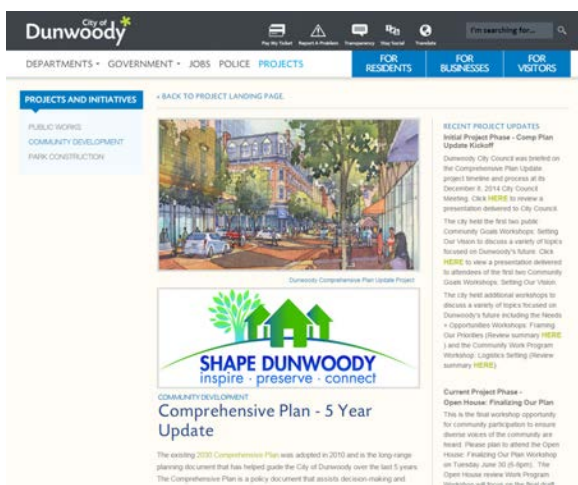 City of
Dunwoody
Pay My Ticket
Report A Problem
Transparency
Stay Social
Translate
I'm searching for...
DEPARTMENTS
GOVERNMENT
JOBS
POLICE
PROJECTS
FOR
RESIDENTS
FOR
BUSINESSES
FOR
VISITORS
PROJECTS AND INITIATIVES
PUBLIC WORKS
COMMUNITY DEVELOPMENT
PARK CONSTRUCTION
« BACK TO PROJECT LANDING PAGE.
Dunwoody Comprehensive Plan Update Project
SHAPE DUNWOODY
inspire · preserve · connect
COMMUNITY DEVELOPMENT
Comprehensive Plan - 5 Year
Update
The existing 2030 Comprehensive Plan was adopted in 2010 and is the long-range
planning document that has helped guide the City of Dunwoody over the last 5 years.
The Comprehensive Plan is a policy document that assists decision-making and
RECENT PROJECT UPDATES
Initial Project Phase - Comp Plan
Update Kickoff
Dunwoody City Council was briefed on
the Comprehensive Plan Update
project timeline and process at its
December 8, 2014 City Council
Meeting. Click HERE to review a
presentation delivered to City Council.
The city held the first two public
Community Goals Workshops: Setting
Our Vision to discuss a variety of topics
focused on Dunwoody's future. Click
HERE to view a presentation delivered
to attendees of the first two Community
Goals Workshops: Setting Our Vision.
The city held additional workshops to
discuss a variety of topics focused on
Dunwoody's future including the Needs
+ Opportunities Workshops: Framing
Our Priorities (Review summary HERE
) and the Community Work Program
Workshop: Logistics Setting (Review
summary HERE)
Current Project Phase -
Open House: Finalizing Our Plan
This is the final workshop opportunity
for community participation to ensure
diverse voices of the community are
heard. Please plan to attend the Open
House: Finalizing Our Plan Workshop
on Tuesday June 30 (6-8pm). The
Open House review Work Program
Workshop will focus on the final draft